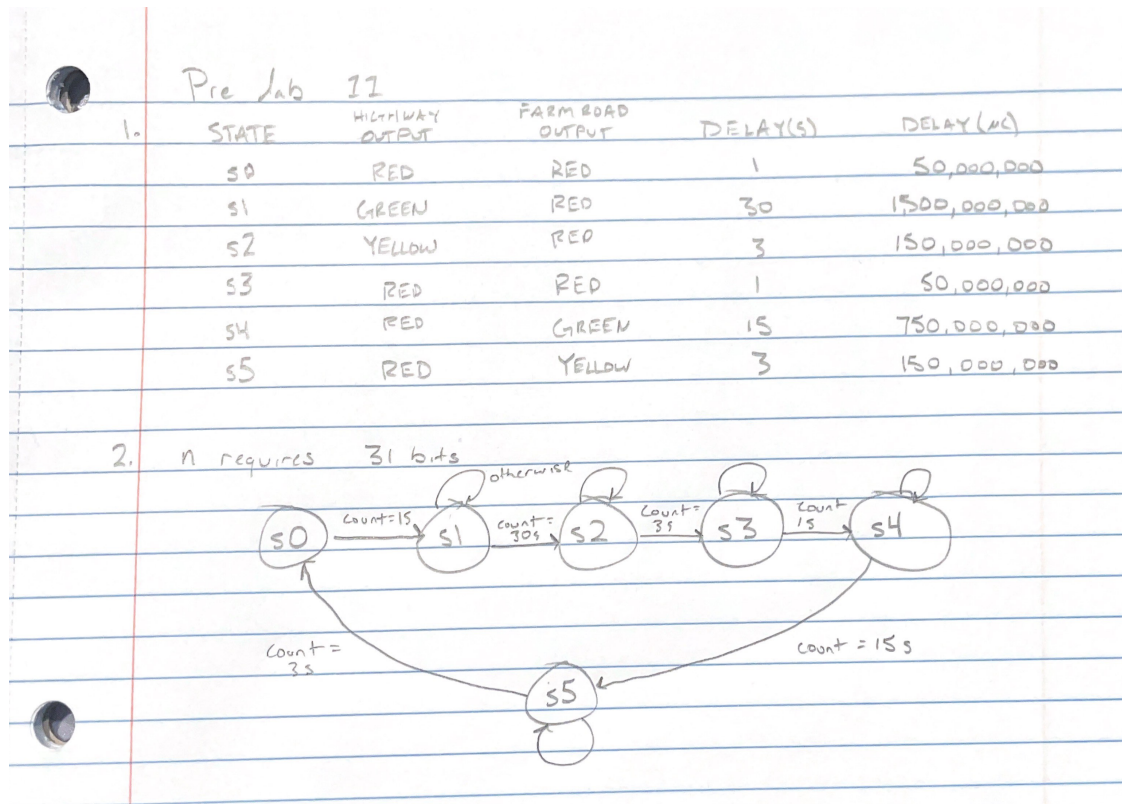 Pre Lab 11
HIGHWAY FARM ROAD
1. STATE OUTPUT OUTPUT DELAY(s) DELAY(nc)
s0 RED RED 1 50,000,000
s1 GREEN RED 30 1,500,000,000
s2 YELLOW RED 3 150,000,000
s3 RED RED 1 50,000,000
s4 RED GREEN 15 750,000,000
s5 RED YELLOW 3 150,000,000
2. n requires 31 bits
otherwise
s0 count=1s s1 count= 30s s2 count= 3s s3 count 1s s4
count= 3s
count = 15s
s5